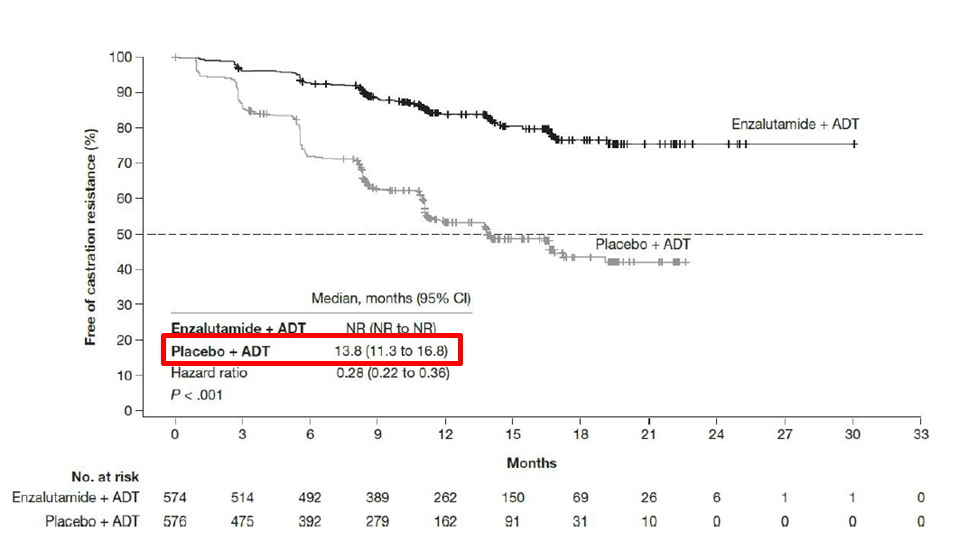 100
90
80
70
60
50
40
30
20
10
0
Free of castration resistance (%)
Enzalutamide + ADT
Placebo + ADT
Median, months (95% CI)
Enzalutamide + ADT NR (NR to NR)
Placebo + ADT 13.8 (11.3 to 16.8)
Hazard ratio 0.28 (0.22 to 0.36)
P < .001
0 3 6 9 12 15 18 21 24 27 30 33
Months
No. at risk
Enzalutamide + ADT 574 514 492 389 262 150 69 26 6 1 1 0
Placebo + ADT 576 475 392 279 162 91 31 10 0 0 0 0